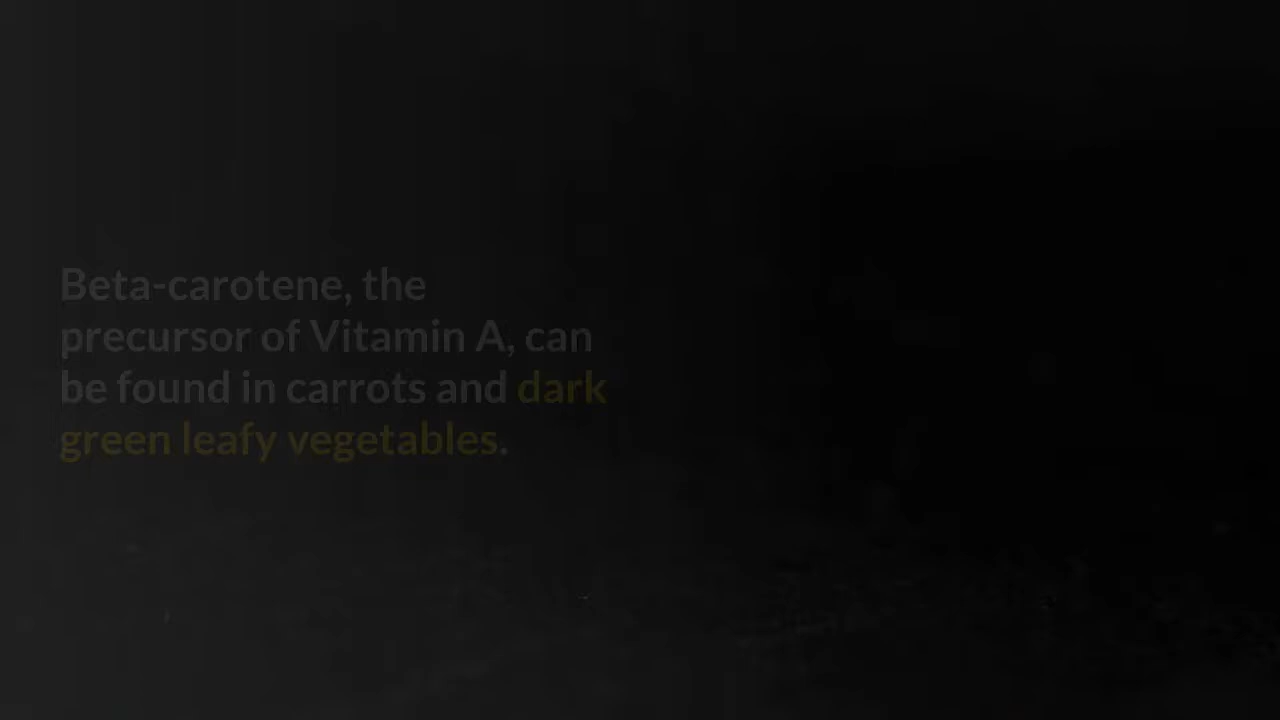 Beta-carotene, the
precursor of Vitamin A, can
be found in carrots and dark
green leafy vegetables.